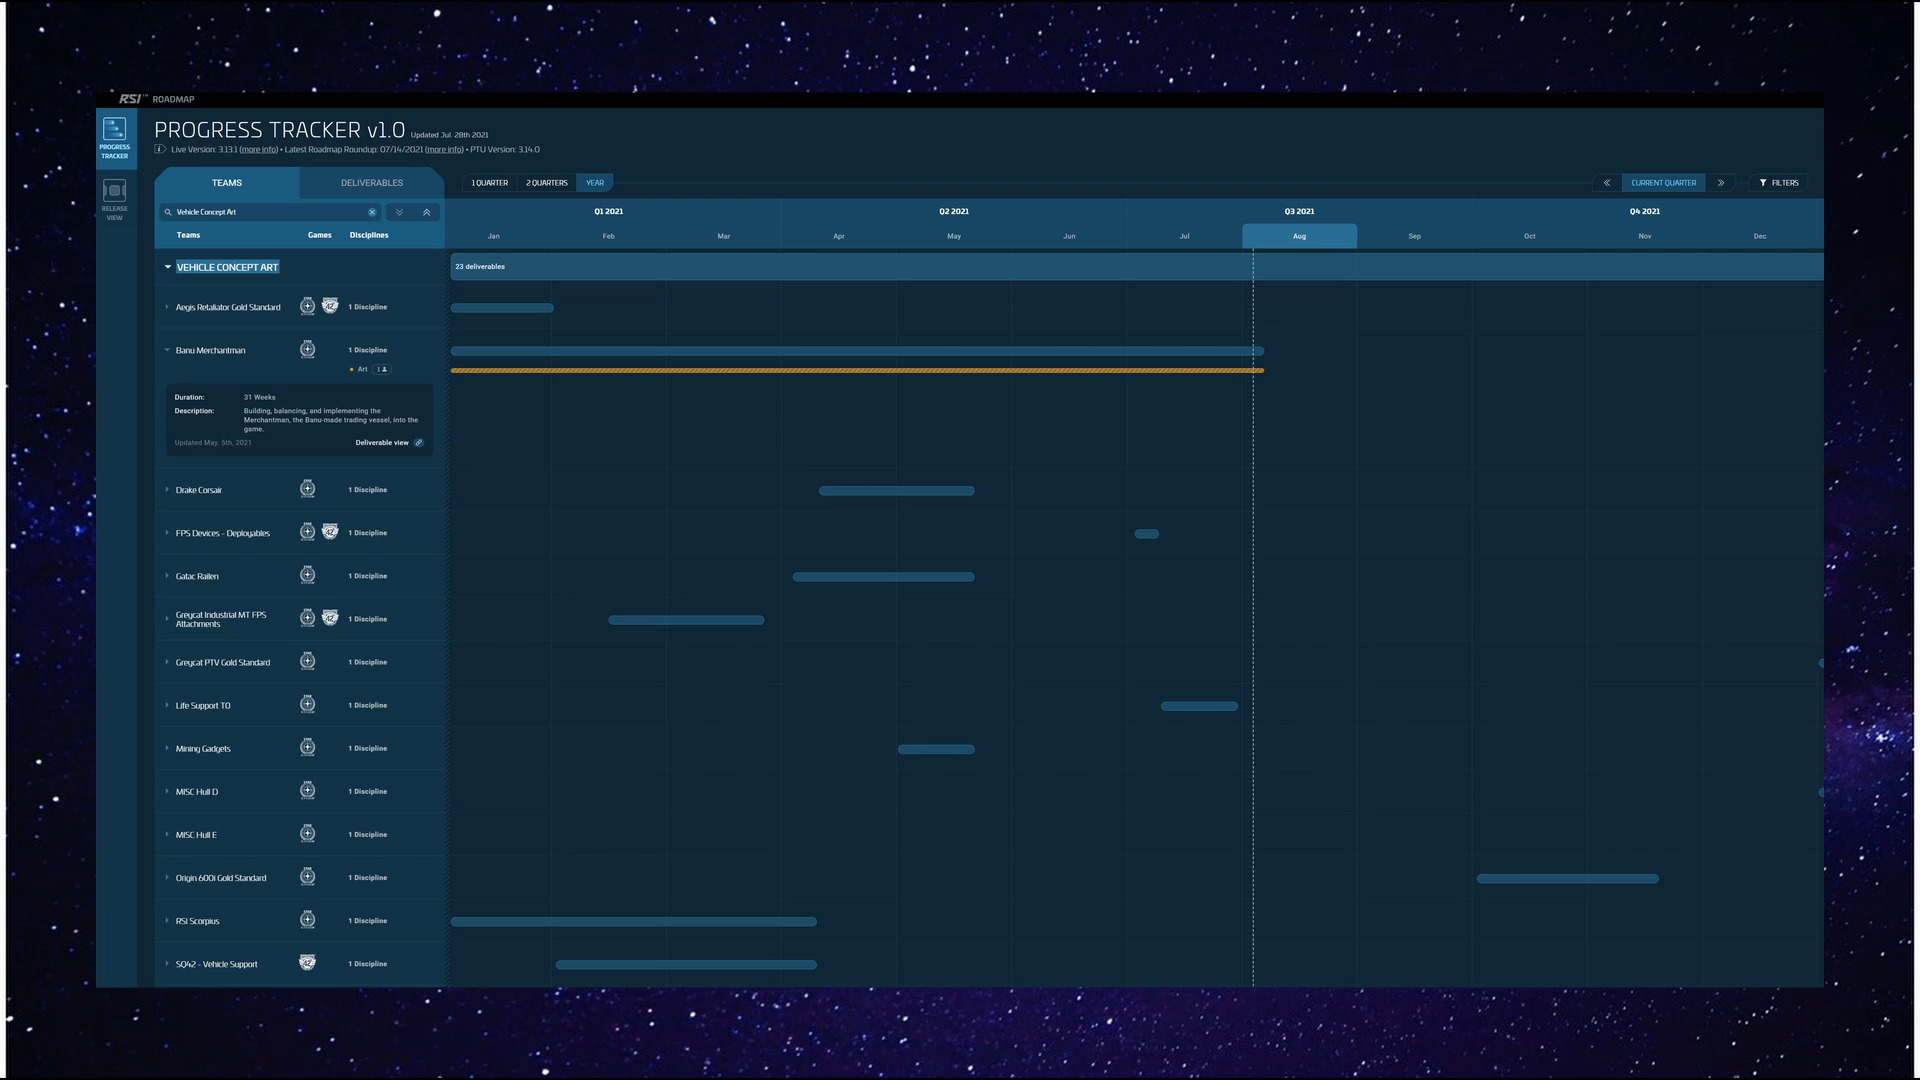 RSI™ ROADMAP
PROGRESS TRACKER
RELEASE VIEW
PROGRESS TRACKER v1.0 Updated Jul. 28th 2021
Live Version: 3.13.1 (more info) • Latest Roadmap Roundup: 07/14/2021 (more info) • PTU Version: 3.14.0
TEAMS DELIVERABLES
1 QUARTER 2 QUARTERS YEAR
CURRENT QUARTER
FILTERS
Vehicle Concept Art
Teams Games Disciplines
Q1 2021 Q2 2021 Q3 2021 Q4 2021
Jan Feb Mar Apr May Jun Jul Aug Sep Oct Nov Dec
VEHICLE CONCEPT ART
23 deliverables
Aegis Retaliator Gold Standard 1 Discipline
Banu Merchantman 1 Discipline
Art 1
Duration: 31 Weeks
Description: Building, balancing, and implementing the
Merchantman, the Banu-made trading vessel, into the
game.
Updated May. 5th, 2021 Deliverable view
Drake Corsair 1 Discipline
FPS Devices - Deployables 1 Discipline
Gatac Railen 1 Discipline
Greycat Industrial MT FPS
Attachments 1 Discipline
Greycat PTV Gold Standard 1 Discipline
Life Support T0 1 Discipline
Mining Gadgets 1 Discipline
MISC Hull D 1 Discipline
MISC Hull E 1 Discipline
Origin 600i Gold Standard 1 Discipline
RSI Scorpius 1 Discipline
SQ42 - Vehicle Support 1 Discipline